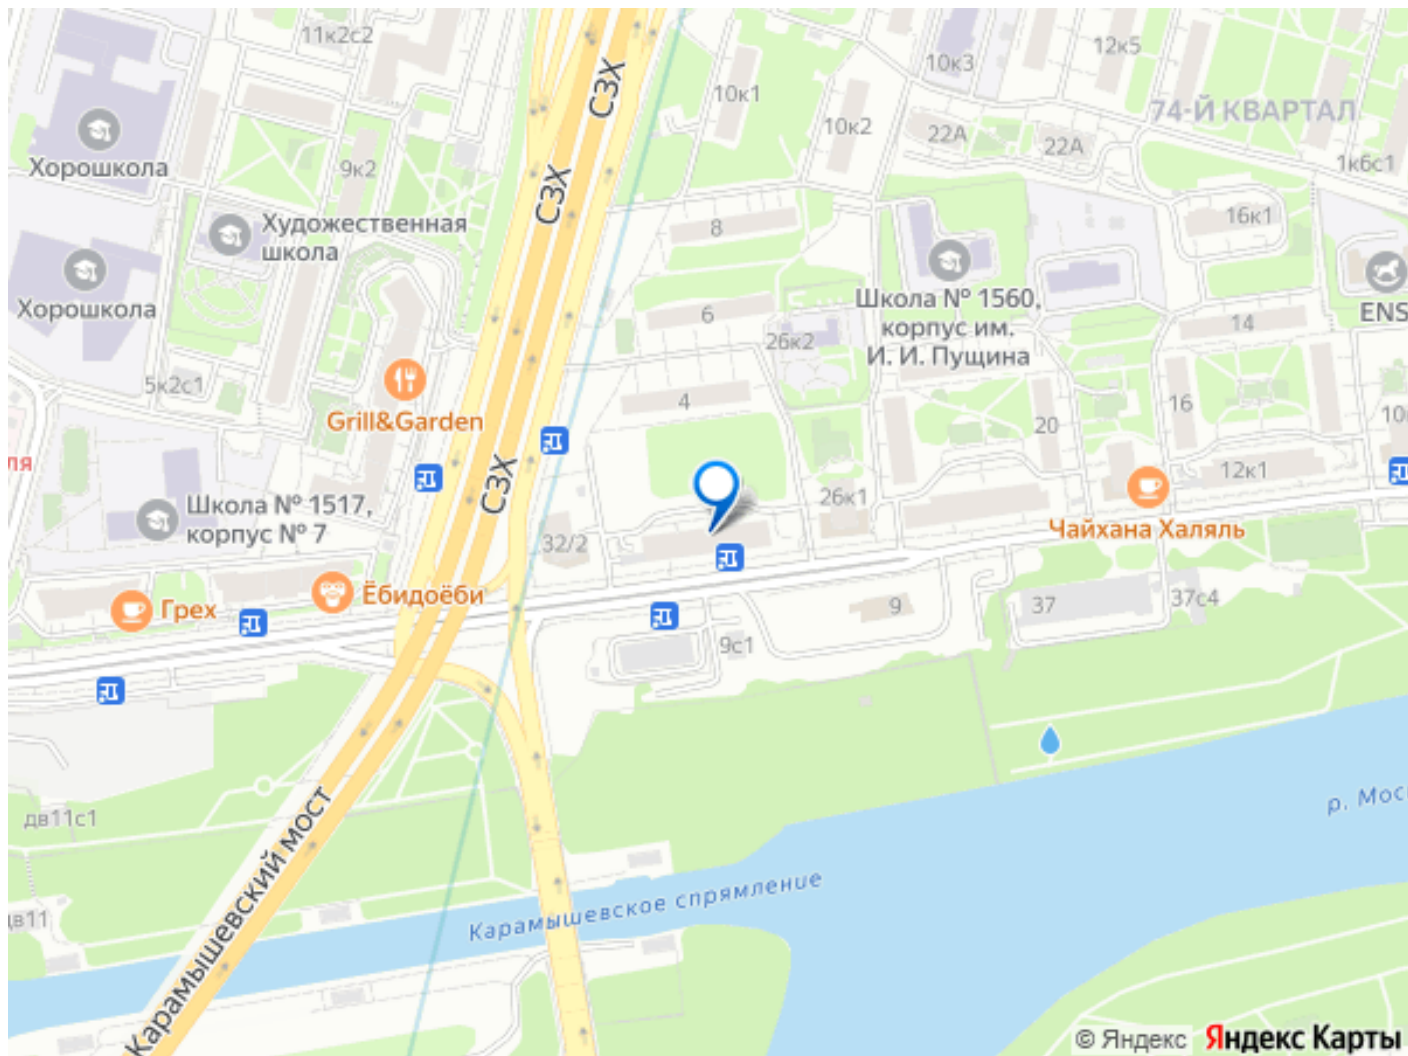 11к2с2
12к5
10к3
СЗХ
10к1
74-Й КВАРТАЛ
10к2
22А
22А
1к6с1
Хорошкола
9к2
СЗХ
Художественная
школа
8
16к1
Хорошкола
Школа № 1560,
корпус им.
И. И. Пущина
ENS
6
26к2
14
5к2с1
Grill&Garden
4
16
20
10
ля
СЗХ
12к1
Школа № 1517,
корпус № 7
26к1
Чайхана Халяль
32/2
Ёбидоёби
Грех
9
37
37с4
9с1
дв11с1
р. Мос
Карамышевский мост
Карамышевское спрямление
дв11
© Яндекс Яндекс Карты